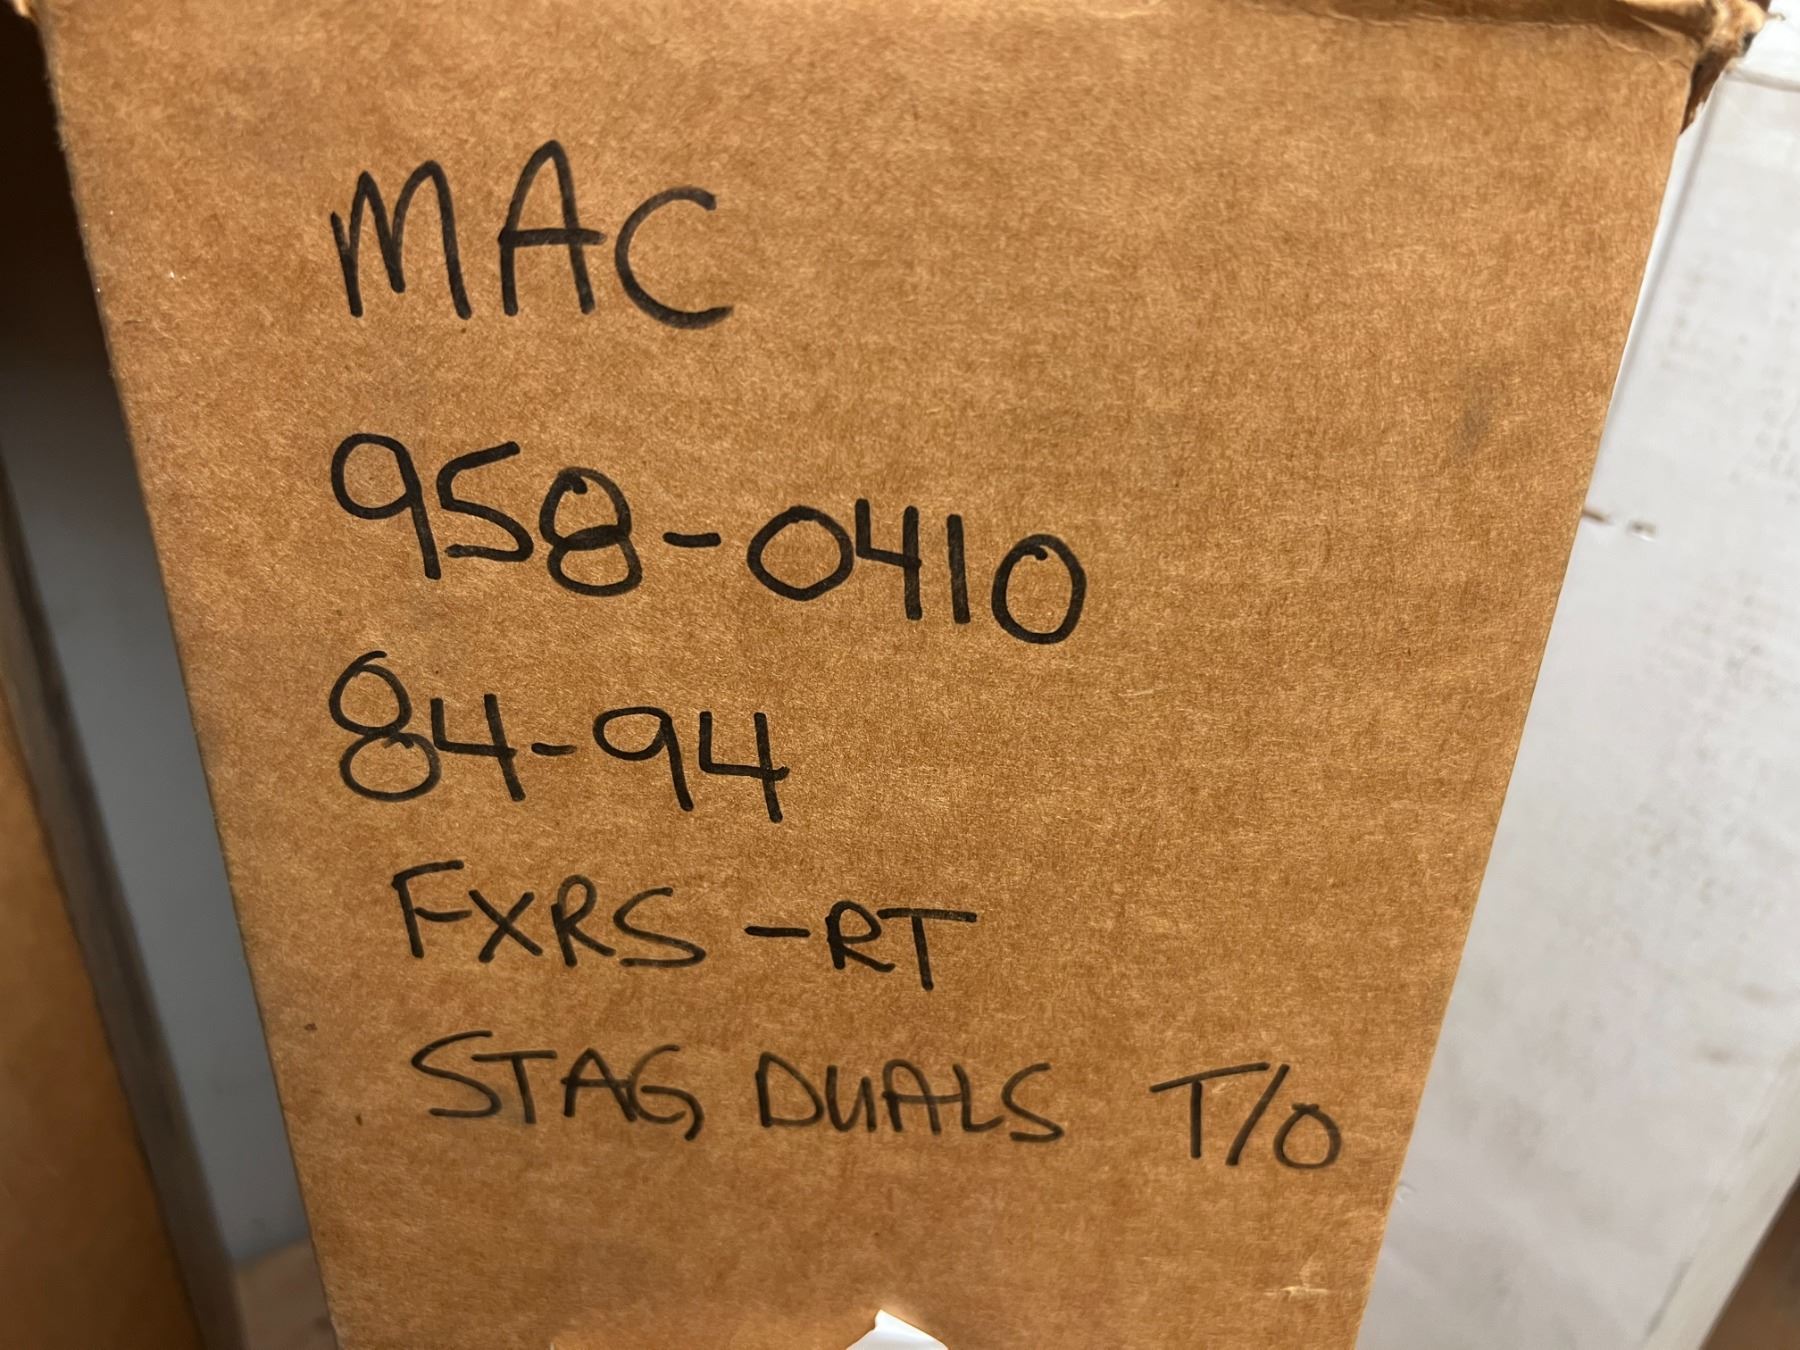 MAC
958-0410
84-94
FXRS-RT
STAG DUALS T/O